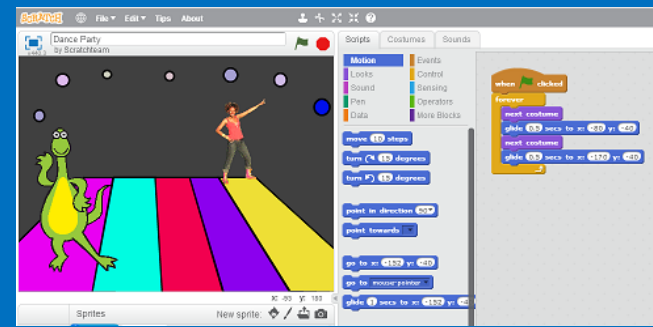 SCRATCH File Edit Tips About
Dance Party
by Scratchteam
Scripts Costumes Sounds
Motion Events
Looks Control
Sound Sensing
Pen Operators
Data More Blocks
when clicked
forever
next costume
glide 0.5 secs to x: -80 y: -40
next costume
glide 0.5 secs to x: -170 y: -40
move 10 steps
turn 15 degrees
turn 15 degrees
point in direction 90
point towards
go to x: -152 y: -40
go to mouse-pointer
glide 1 secs to x: -152 y:
Sprites New sprite: